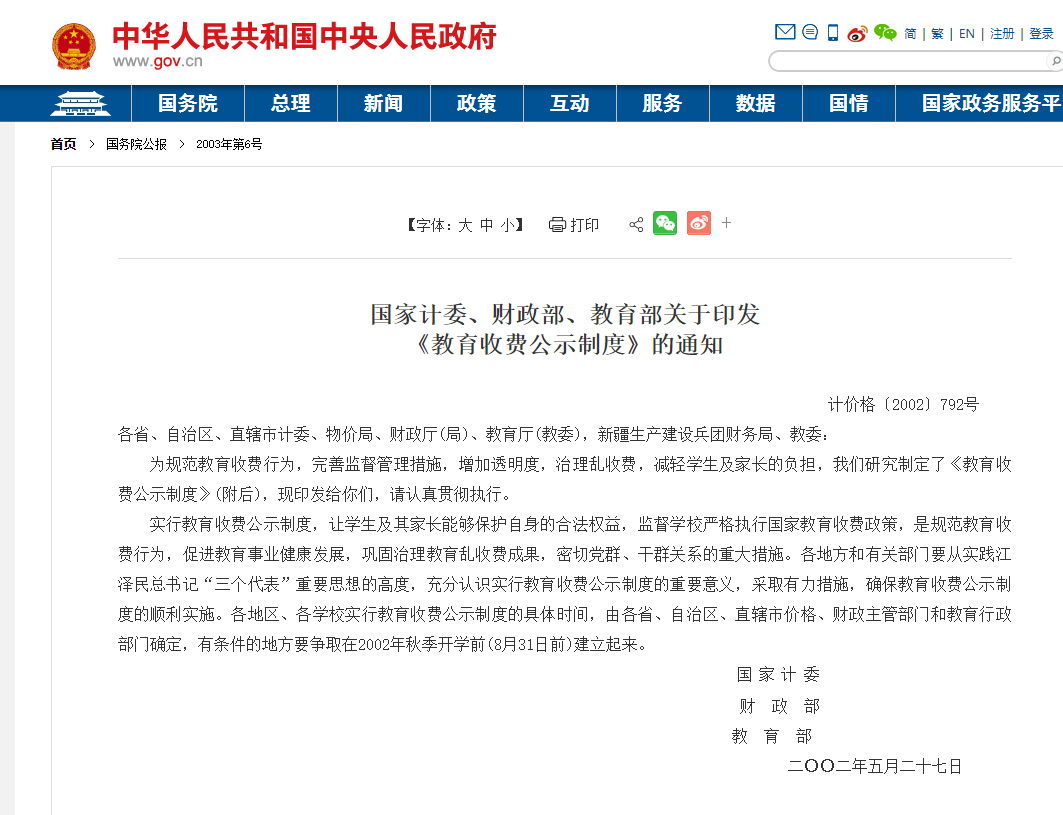 中华人民共和国中央人民政府
www.gov.cn
简 | 繁 | EN | 注册 | 登录
国务院 总理 新闻 政策 互动 服务 数据 国情 国家政务服务平
首页 > 国务院公报 > 2003年第6号
【字体：大 中 小】 打印 +
国家计委、财政部、教育部关于印发
《教育收费公示制度》的通知
计价格〔2002〕792号
各省、自治区、直辖市计委、物价局、财政厅(局)、教育厅(教委)，新疆生产建设兵团财务局、教委：
为规范教育收费行为，完善监督管理措施，增加透明度，治理乱收费，减轻学生及家长的负担，我们研究制定了《教育收
费公示制度》(附后)，现印发给你们，请认真贯彻执行。
实行教育收费公示制度，让学生及其家长能够保护自身的合法权益，监督学校严格执行国家教育收费政策，是规范教育收
费行为，促进教育事业健康发展，巩固治理教育乱收费成果，密切党群、干群关系的重大措施。各地方和有关部门要从实践江
泽民总书记“三个代表”重要思想的高度，充分认识实行教育收费公示制度的重要意义，采取有力措施，确保教育收费公示制
度的顺利实施。各地区、各学校实行教育收费公示制度的具体时间，由各省、自治区、直辖市价格、财政主管部门和教育行政
部门确定，有条件的地方要争取在2002年秋季开学前(8月31日前)建立起来。
国 家 计 委
财 政 部
教 育 部
二〇〇二年五月二十七日